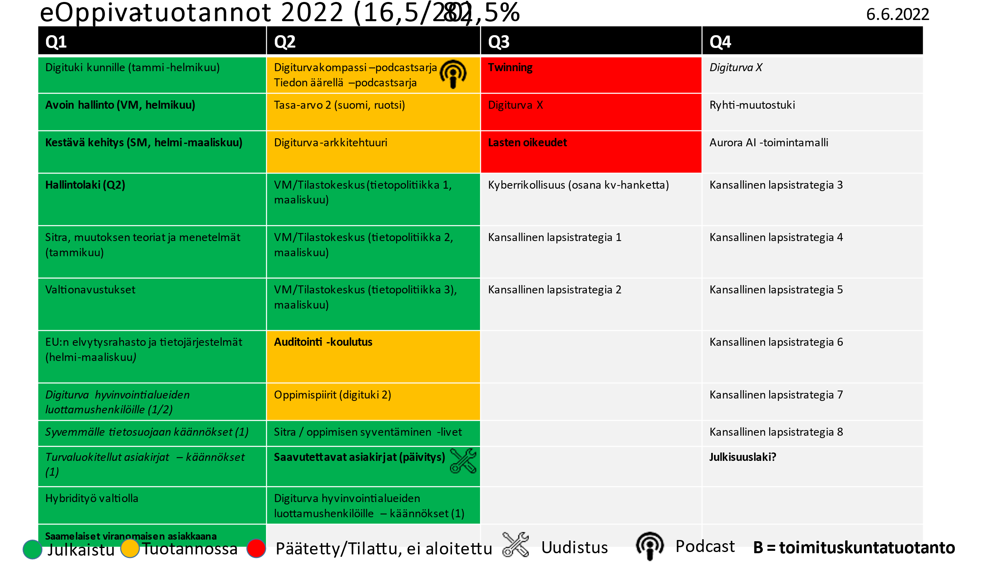 eOppiva-tuotannot 2022 (16,5/20) 82,5%
6.6.2022
Q1
Q2
Q3
Q4
Digituki kunnille (tammi-helmikuu)
Digiturvakompassi –podcastsarja
Tiedon äärellä –podcastsarja
Twinning
Digiturva X
Avoin hallinto (VM, helmikuu)
Tasa-arvo 2 (suomi, ruotsi)
Digiturva X
Ryhti-muutostuki
Kestävä kehitys (SM, helmi-maaliskuu)
Digiturva-arkkitehtuuri
Lasten oikeudet
Aurora AI -toimintamalli
Hallintolaki (Q2)
VM/Tilastokeskus (tietopolitiikka 1,
maaliskuu)
Kyberrikollisuus (osana kv-hanketta)
Kansallinen lapsistrategia 3
Sitra, muutoksen teoriat ja menetelmät
(tammikuu)
VM/Tilastokeskus (tietopolitiikka 2,
maaliskuu)
Kansallinen lapsistrategia 1
Kansallinen lapsistrategia 4
Valtionavustukset
VM/Tilastokeskus (tietopolitiikka 3),
maaliskuu)
Kansallinen lapsistrategia 2
Kansallinen lapsistrategia 5
EU:n elvytysrahasto ja tietojärjestelmät
(helmi-maaliskuu)
Auditointi -koulutus
Kansallinen lapsistrategia 6
Digiturva hyvinvointialueiden
luottamushenkilöille (1/2)
Oppimispiirit (digituki 2)
Kansallinen lapsistrategia 7
Syvemmälle tietosuojaan käännökset (1)
Sitra / oppimisen syventäminen -livet
Kansallinen lapsistrategia 8
Turvaluokitellut asiakirjat – käännökset
(1)
Saavutettavat asiakirjat (päivitys)
Julkisuuslaki?
Hybridityö valtiolla
Digiturva hyvinvointialueiden
luottamushenkilöille – käännökset (1)
Saamelaiset viranomaisen asiakkaana
Julkaistu
Tuotannossa
Päätetty/Tilattu, ei aloitettu
Uudistus
Podcast
B = toimituskuntatuotanto